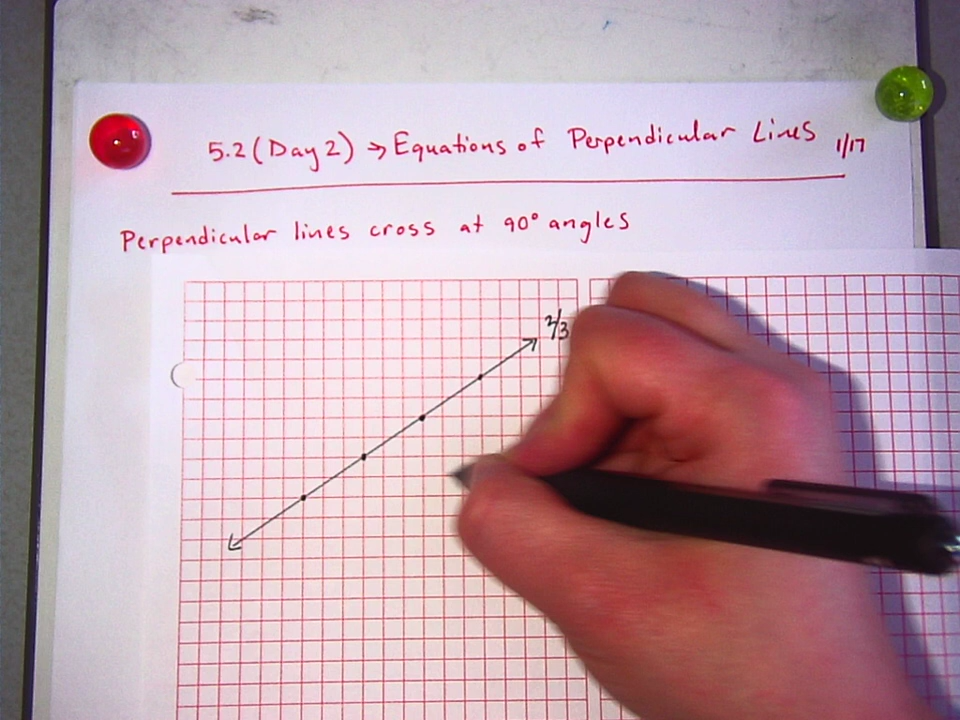 5.2 (Day 2) → Equations of Perpendicular Lines 1/17
Perpendicular lines cross at 90° angles
2/3